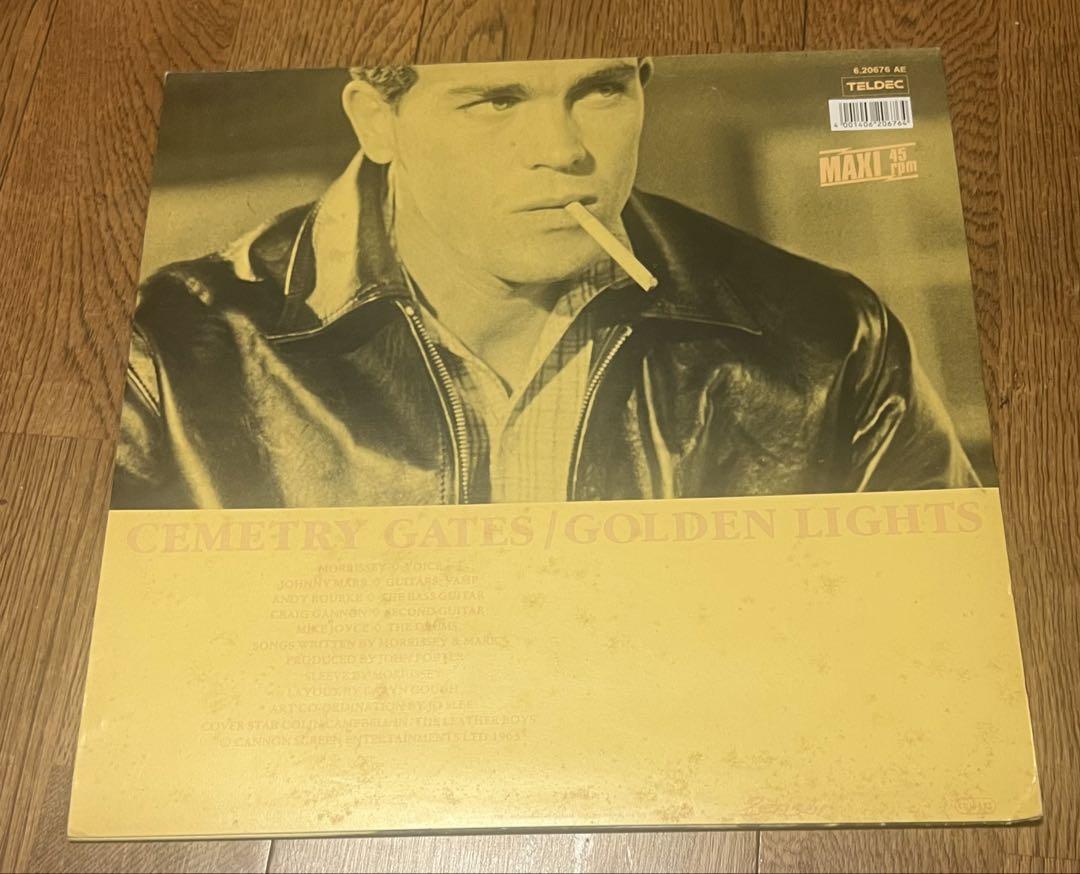 6.20676 AE
TELDEC
4 001406 206764
MAXI 45 rpm
CEMETRY GATES/GOLDEN LIGHTS
MORRISSEY ◊ VOICE
JOHNNY MARR ◊ GUITARS, VAMP
ANDY ROURKE ◊ THE BASS GUITAR
CRAIG GANNON ◊ SECOND GUITAR
MIKE JOYCE ◊ THE DRUMS
SONGS WRITTEN BY MORRISSEY & MARR
PRODUCED BY JOHN PORTER
SLEEVE BY MORRISSEY
LAYOUT BY CARYN GOUGH
ART CO-ORDINATION BY JO SLEE
COVER STAR COLIN CAMPBELL IN 'THE LEATHER BOYS'
© CANNON SCREEN ENTERTAINMENTS LTD 1963